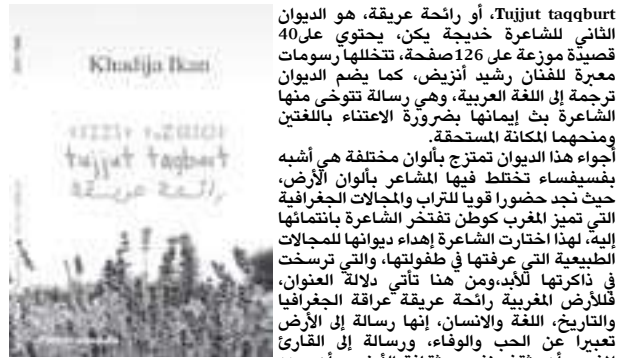 Tujjut taqqburt، أو رائحة عريقة، هو الديوان
الثاني للشاعرة خديجة يكن، يحتوي على40
قصيدة موزعة على 126صفحة، تتخللها رسومات
معبرة للفنان رشيد أنزيض، كما يضم الديوان
ترجمة إلى اللغة العربية، وهي رسالة تتوخى منها
الشاعرة بث إيمانها بضرورة الاعتناء باللغتين
ومنحهما المكانة المستحقة.
أجواء هذا الديوان تمتزج بألوان مختلفة هي أشبه
بفسيفساء تختلط فيها المشاعر بألوان الأرض،
حيث نجد حضورا قويا للتراب والمجالات الجغرافية
التي تميز المغرب كوطن تفتخر الشاعرة بانتمائها
إليه، لهذا اختارت الشاعرة إهداء ديوانها للمجالات
الطبيعية التي عرفتها في طفولتها، والتي ترسخت
في ذاكرتها للأبد،ومن هنا تأتي دلالة العنوان،
فللأرض المغربية رائحة عريقة عراقة الجغرافيا
والتاريخ، اللغة والانسان، إنها رسالة إلى الأرض
تعبيرا عن الحب والوفاء، ورسالة إلى القارئ
Khadija Ikan
tujjut taqburt
رائحة عريقة